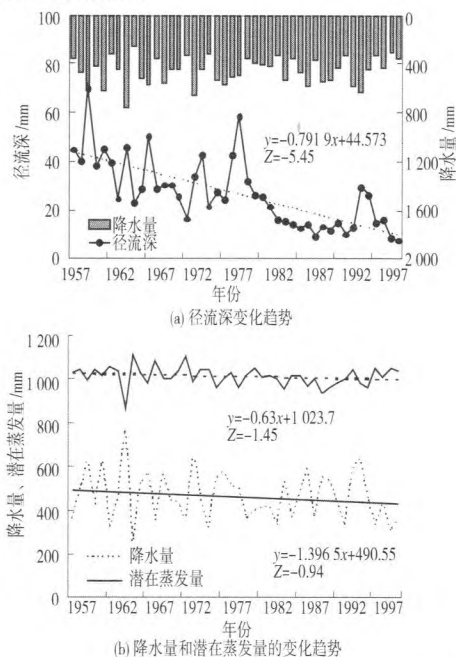 100
80
60
40
20
0
径流深/mm
0
400
800
1 200
1 600
2 000
降水量/mm
y=-0.791 9x+44.573
Z=-5.45
降水量
径流深
1957 1962 1967 1972 1977 1982 1987 1992 1997
年份
(a) 径流深变化趋势
1 200
1 000
800
600
400
200
0
降水量、潜在蒸发量/mm
y=-0.63x+1 023.7
Z=-1.45
降水量
潜在蒸发量
y=-1.396 5x+490.55
Z=-0.94
1957 1962 1967 1972 1977 1982 1987 1992 1997
年份
(b) 降水量和潜在蒸发量的变化趋势